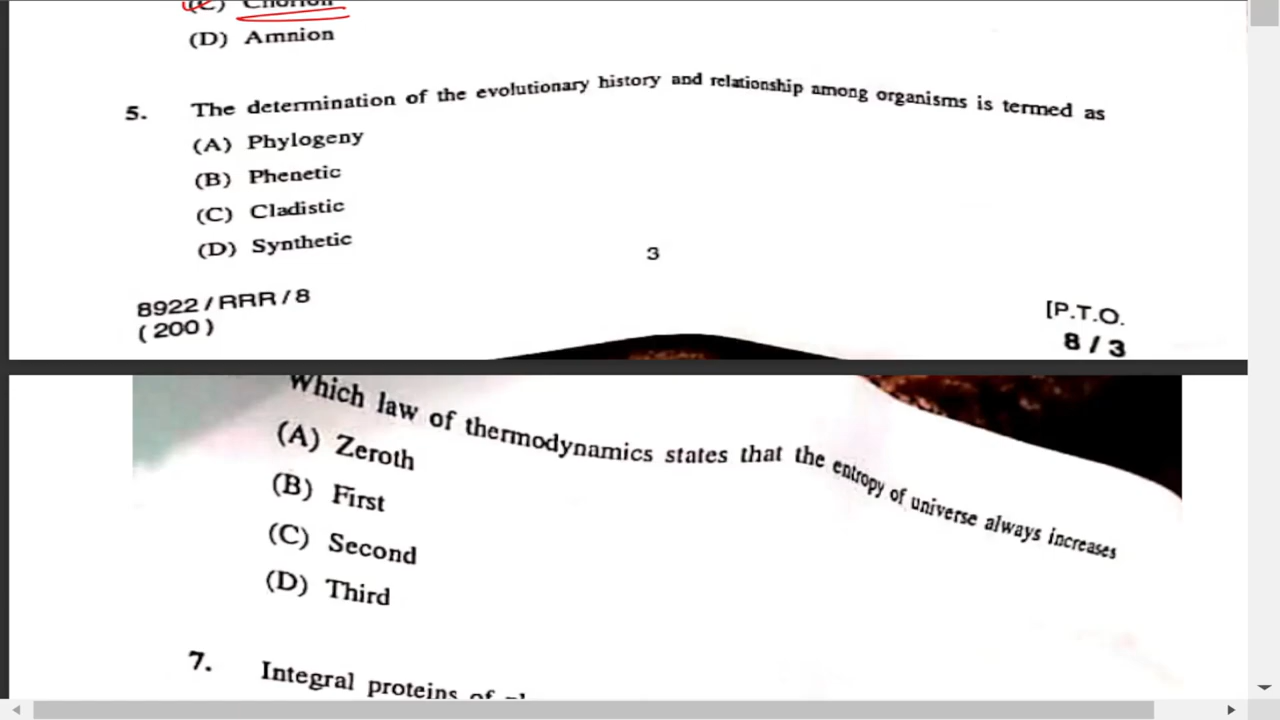 (C) Chorion
(D) Amnion
5. The determination of the evolutionary history and relationship among organisms is termed as
(A) Phylogeny
(B) Phenetic
(C) Cladistic
(D) Synthetic
3
8922 / RRR / 8
( 200 )
[P.T.O.
8 / 3
Which law of thermodynamics states that the entropy of universe always increases
(A) Zeroth
(B) First
(C) Second
(D) Third
7. Integral proteins of